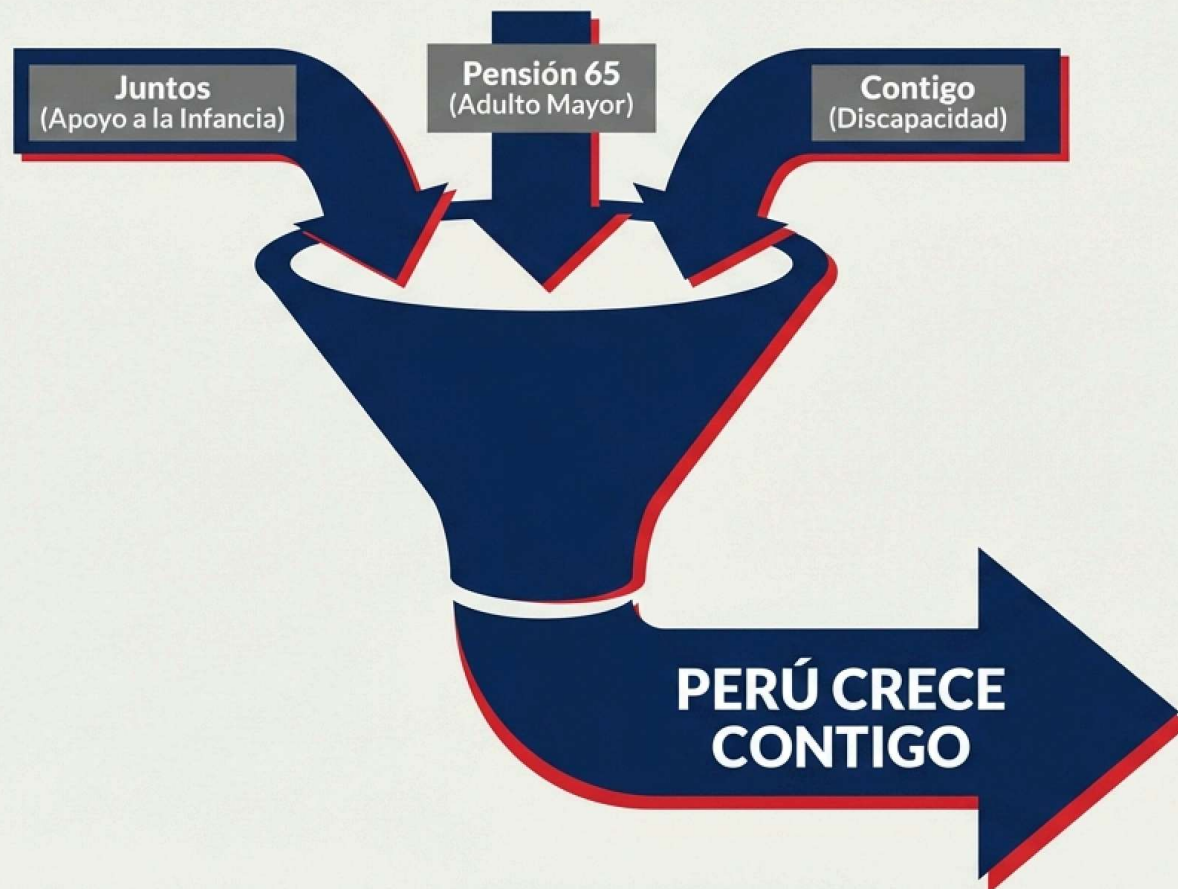 Juntos
(Apoyo a la Infancia)
Pensión 65
(Adulto Mayor)
Contigo
(Discapacidad)
PERÚ CRECE
CONTIGO